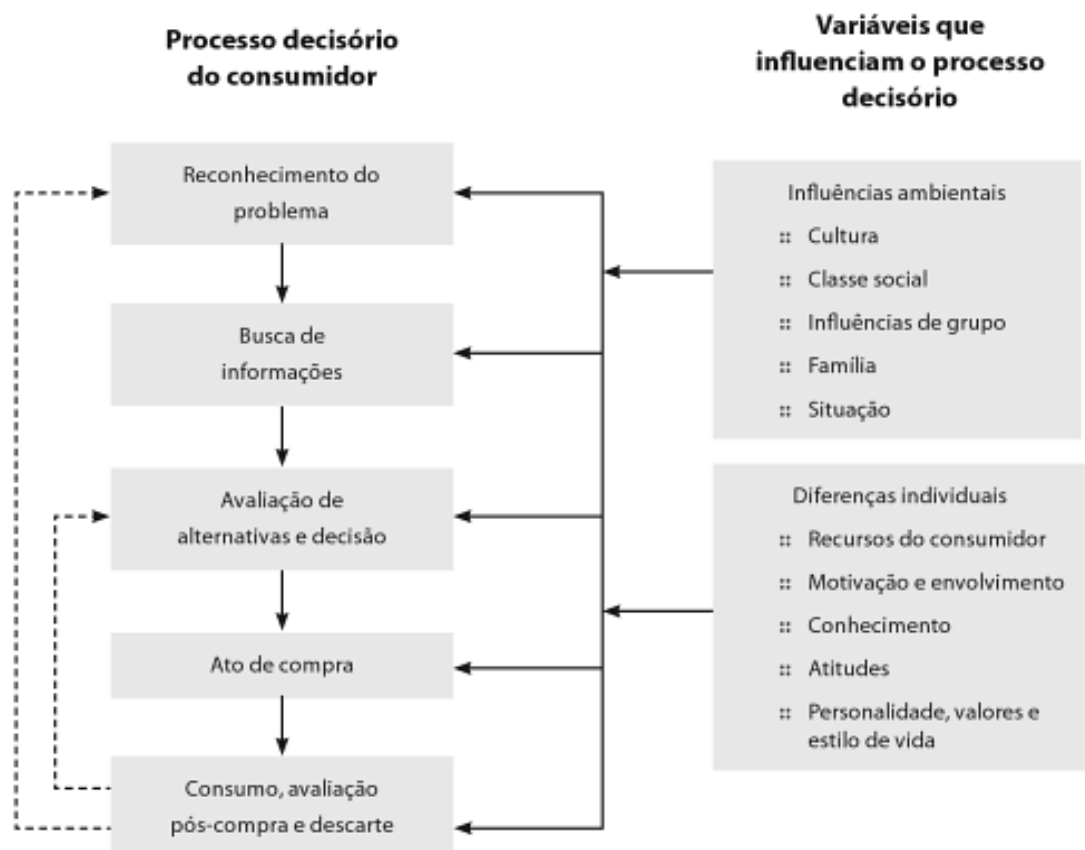 Processo decisório
do consumidor
Reconhecimento do
problema
Busca de
informações
Avaliação de
alternativas e decisão
Ato de compra
Consumo, avaliação
pós-compra e descarte
Variáveis que
influenciam o processo
decisório
Influências ambientais
:: Cultura
:: Classe social
:: Influências de grupo
:: Família
:: Situação
Diferenças individuais
:: Recursos do consumidor
:: Motivação e envolvimento
:: Conhecimento
:: Atitudes
:: Personalidade, valores e
estilo de vida